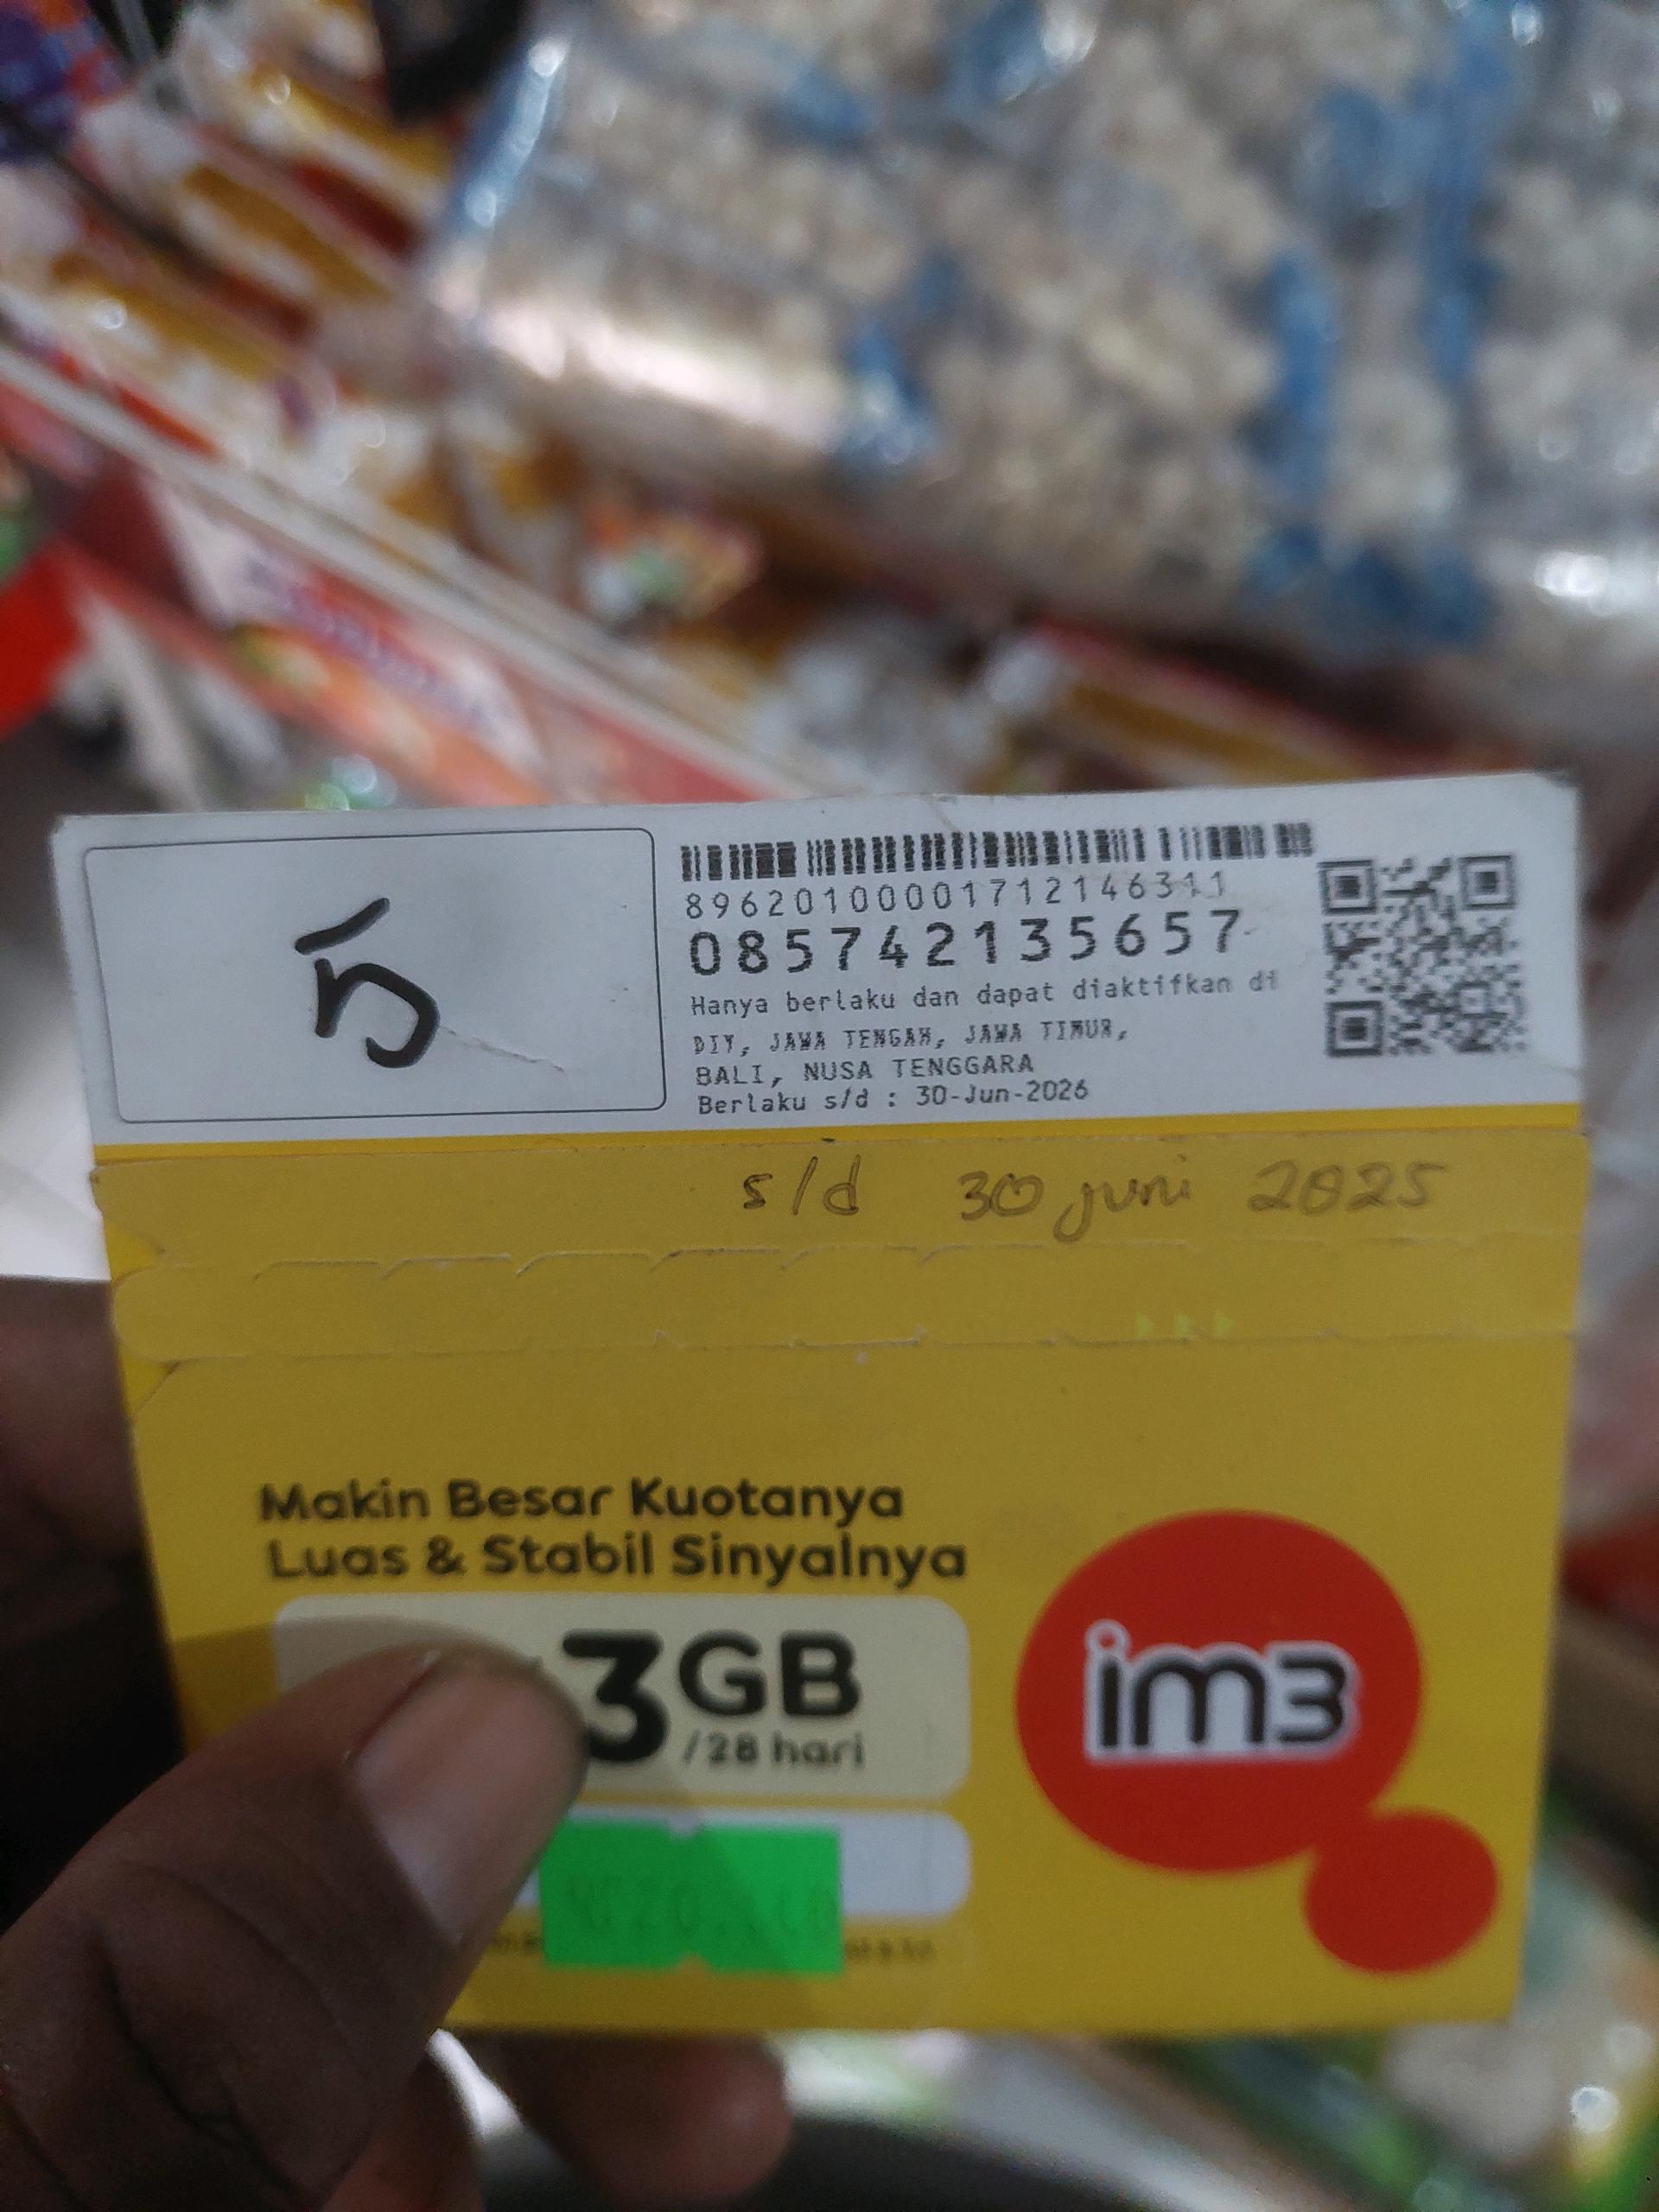 5
89620100001712146311
085742135657
Hanya berlaku dan dapat diaktifkan di
DIY, JAWA TENGAH, JAWA TIMUR,
BALI, NUSA TENGGARA
Berlaku s/d : 30-Jun-2026
s/d 30 juni 2025
Makin Besar Kuotanya
Luas & Stabil Sinyalnya
3GB
/28 hari
im3